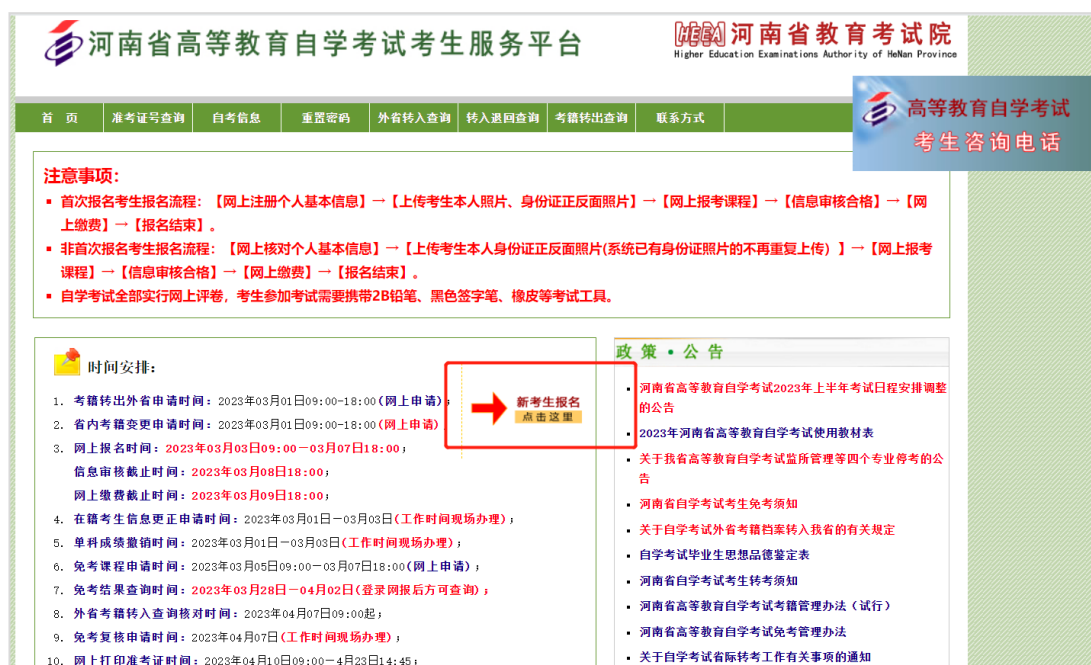 河南省高等教育自学考试考生服务平台
HEEA 河南省教育考试院
Higher Education Examinations Authority of HeNan Province
高等教育自学考试
考生咨询电话
首 页 准考证号查询 自考信息 重置密码 外省转入查询 转入退回查询 考籍转出查询 联系方式
注意事项：
首次报名考生报名流程：【网上注册个人基本信息】→【上传考生本人照片、身份证正反面照片】→【网上报考课程】→【信息审核合格】→【网
上缴费】→【报名结束】。
非首次报名考生报名流程：【网上核对个人基本信息】→【上传考生本人身份证正反面照片(系统已有身份证照片的不再重复上传）】→【网上报考
课程】→【信息审核合格】→【网上缴费】→【报名结束】。
自学考试全部实行网上评卷，考生参加考试需要携带2B铅笔、黑色签字笔、橡皮等考试工具。
时间安排：
1. 考籍转出外省申请时间：2023年03月01日09:00-18:00(网上申请)；
2. 省内考籍变更申请时间：2023年03月01日09:00-18:00(网上申请)
3. 网上报名时间：2023年03月03日09:00－03月07日18:00；
信息审核截止时间：2023年03月08日18:00；
网上缴费截止时间：2023年03月09日18:00；
4. 在籍考生信息更正申请时间：2023年03月01日－03月03日(工作时间现场办理)；
5. 单科成绩撤销时间：2023年03月01日－03月03日(工作时间现场办理)；
6. 免考课程申请时间：2023年03月05日09:00－03月07日18:00(网上申请)；
7. 免考结果查询时间：2023年03月28日－04月02日(登录网报后方可查询)；
8. 外省考籍转入查询核对时间：2023年04月07日09:00起；
9. 免考复核申请时间：2023年04月07日(工作时间现场办理)；
10. 网上打印准考证时间：2023年04月10日09:00－4月23日14:45；
新考生报名
点击这里
政 策 · 公 告
河南省高等教育自学考试2023年上半年考试日程安排调整
的公告
2023年河南省高等教育自学考试使用教材表
关于我省高等教育自学考试监所管理等四个专业停考的公
告
河南省自学考试考生免考须知
关于自学考试外省考籍档案转入我省的有关规定
自学考试毕业生思想品德鉴定表
河南省自学考试考生转考须知
河南省高等教育自学考试考籍管理办法（试行）
河南省高等教育自学考试免考管理办法
关于自学考试省际转考工作有关事项的通知